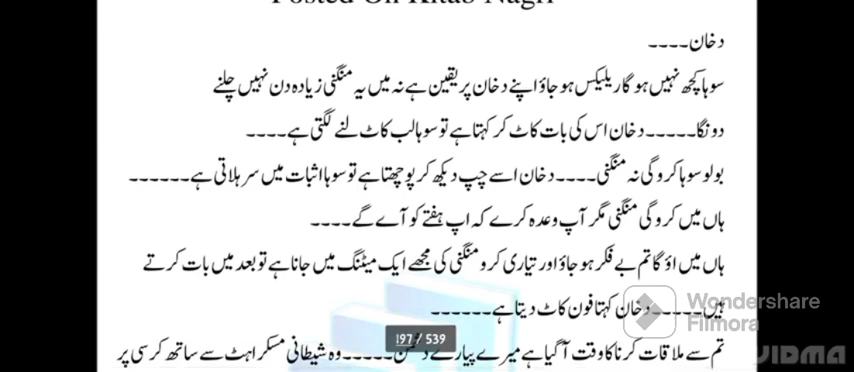 Posted On Kitab Nagri
دخان۔۔۔۔
سوہا کچھ نہیں ہو گا ریلیکس ہو جاؤ اپنے دخان پر یقین ہے نہ میں یہ منگنی زیادہ دن نہیں چلنے
دونگا۔۔۔۔۔ دخان اس کی بات کاٹ کر کہتا ہے تو سوہا لب کاٹ لنے لگتی ہے۔۔۔۔
بولو سوہا کرو گی نہ منگنی۔۔۔۔ دخان اسے چپ دیکھ کر پوچھتا ہے تو سوہا اثبات میں سر ہلاتی ہے۔۔۔۔۔۔
ہاں میں کرو گی منگنی مگر آپ وعدہ کرے کہ اپ ہفتے کو آے گے۔۔۔۔
ہاں میں اؤ گا تم بے فکر ہو جاؤ اور تیاری کرو منگنی کی مجھے ایک میٹنگ میں جانا ہے تو بعد میں بات کرتے
ہیں۔۔۔۔۔ دخان کہتا فون کاٹ دیتا ہے۔۔۔۔۔۔
Wondershare
Filmora
197 / 539
تم سے ملاقات کرنا کا وقت آ گیا ہے میرے پیارے ۔۔۔۔۔ وہ شیطانی مسکراہٹ سے ساتھ کرسی پر
VIDMA